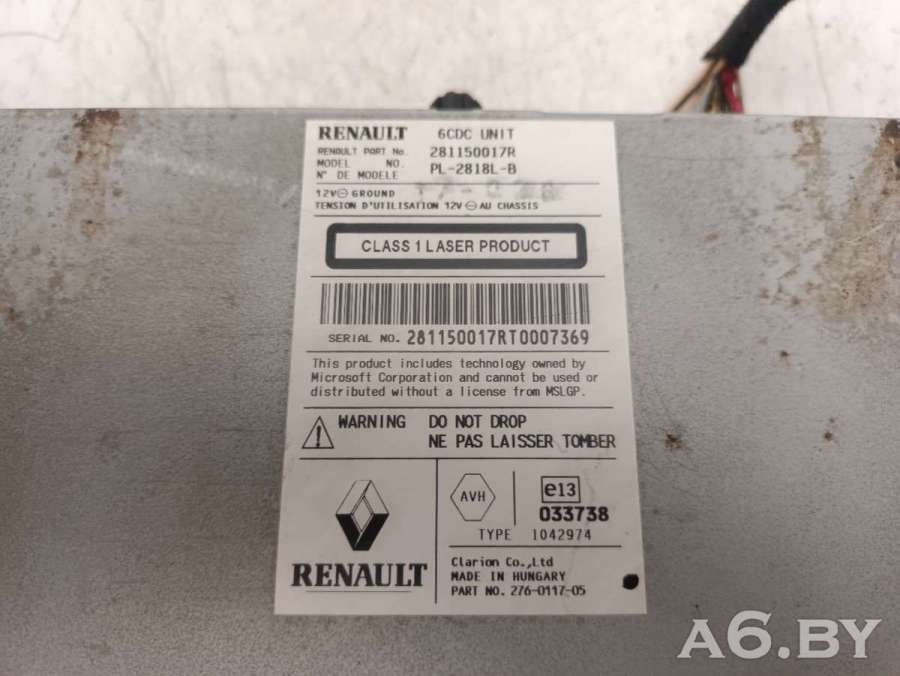 RENAULT 6CDC UNIT
RENAULT PART No. 281150017R
MODEL NO. PL-2818L-B
N° DE MODELE
12V⊖ GROUND
TENSION D'UTILISATION 12V ⊖ AU CHASSIS
CLASS 1 LASER PRODUCT
SERIAL NO. 281150017RT0007369
This product includes technology owned by
Microsoft Corporation and cannot be used or
distributed without a license from MSLGP.
WARNING DO NOT DROP
NE PAS LAISSER TOMBER
AVH e13
033738
TYPE 1042974
RENAULT
Clarion Co.,Ltd
MADE IN HUNGARY
PART NO. 276-0117-05
A6.BY